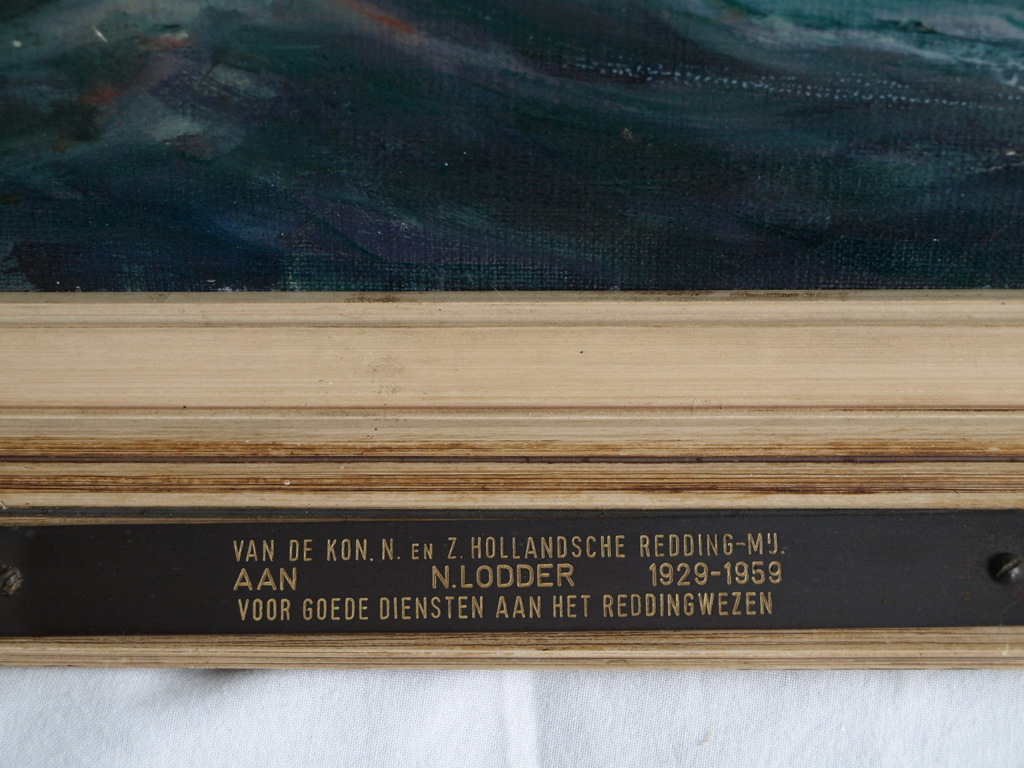 VAN DE KON. N. EN Z. HOLLANDSCHE REDDING-MIJ.
AAN N. LODDER 1929-1959
VOOR GOEDE DIENSTEN AAN HET REDDINGWEZEN